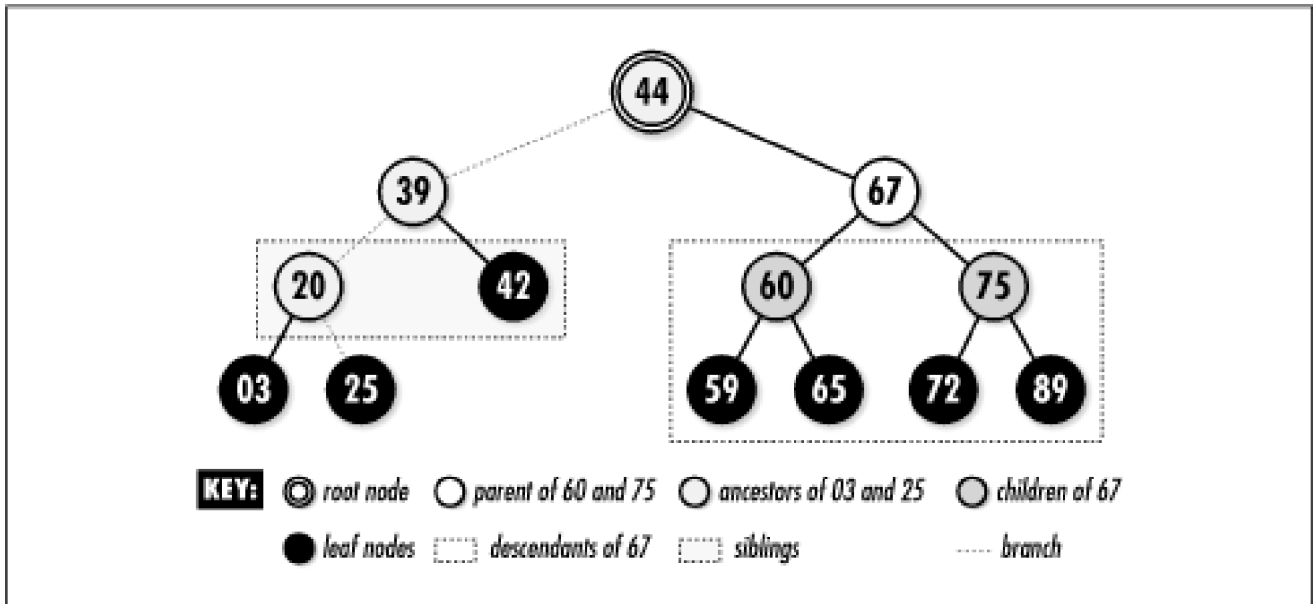 44
39 67
20 42 60 75
03 25 59 65 72 89
KEY: root node parent of 60 and 75 ancestors of 03 and 25 children of 67
leaf nodes descendants of 67 siblings branch